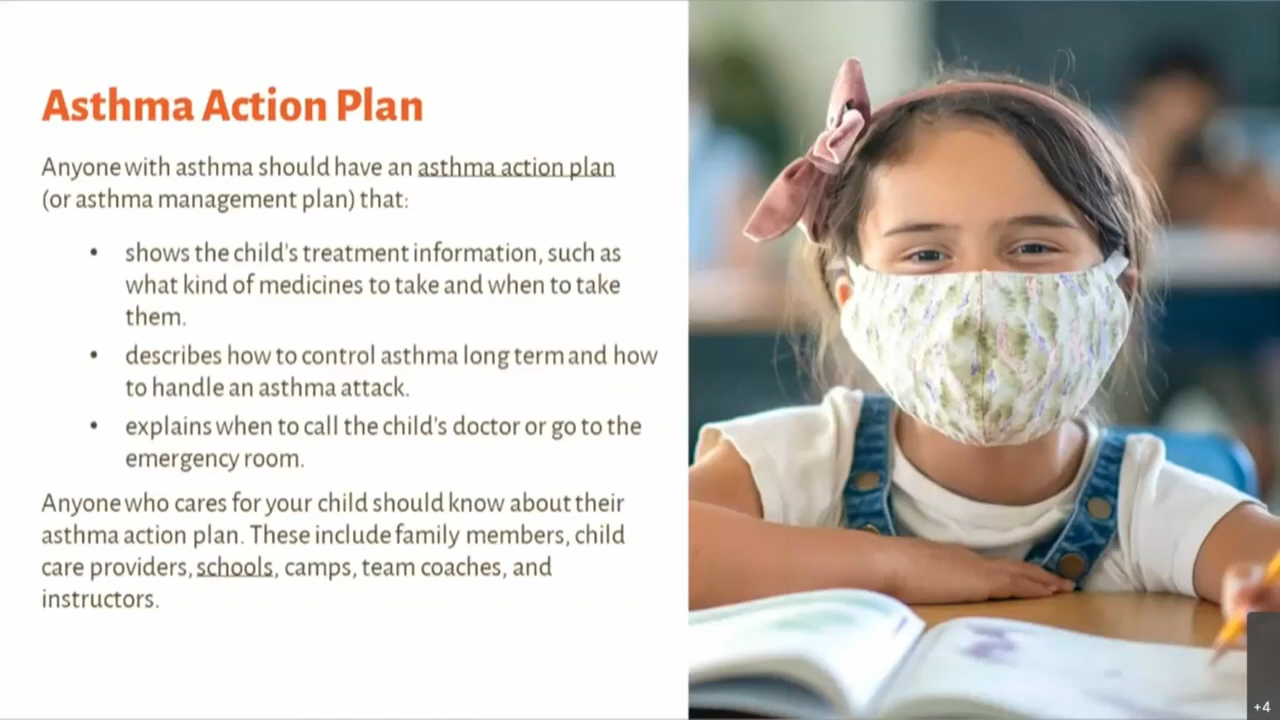 Asthma Action Plan
Anyone with asthma should have an asthma action plan
(or asthma management plan) that:
• shows the child's treatment information, such as
what kind of medicines to take and when to take
them.
• describes how to control asthma long term and how
to handle an asthma attack.
• explains when to call the child's doctor or go to the
emergency room.
Anyone who cares for your child should know about their
asthma action plan. These include family members, child
care providers, schools, camps, team coaches, and
instructors.
+4